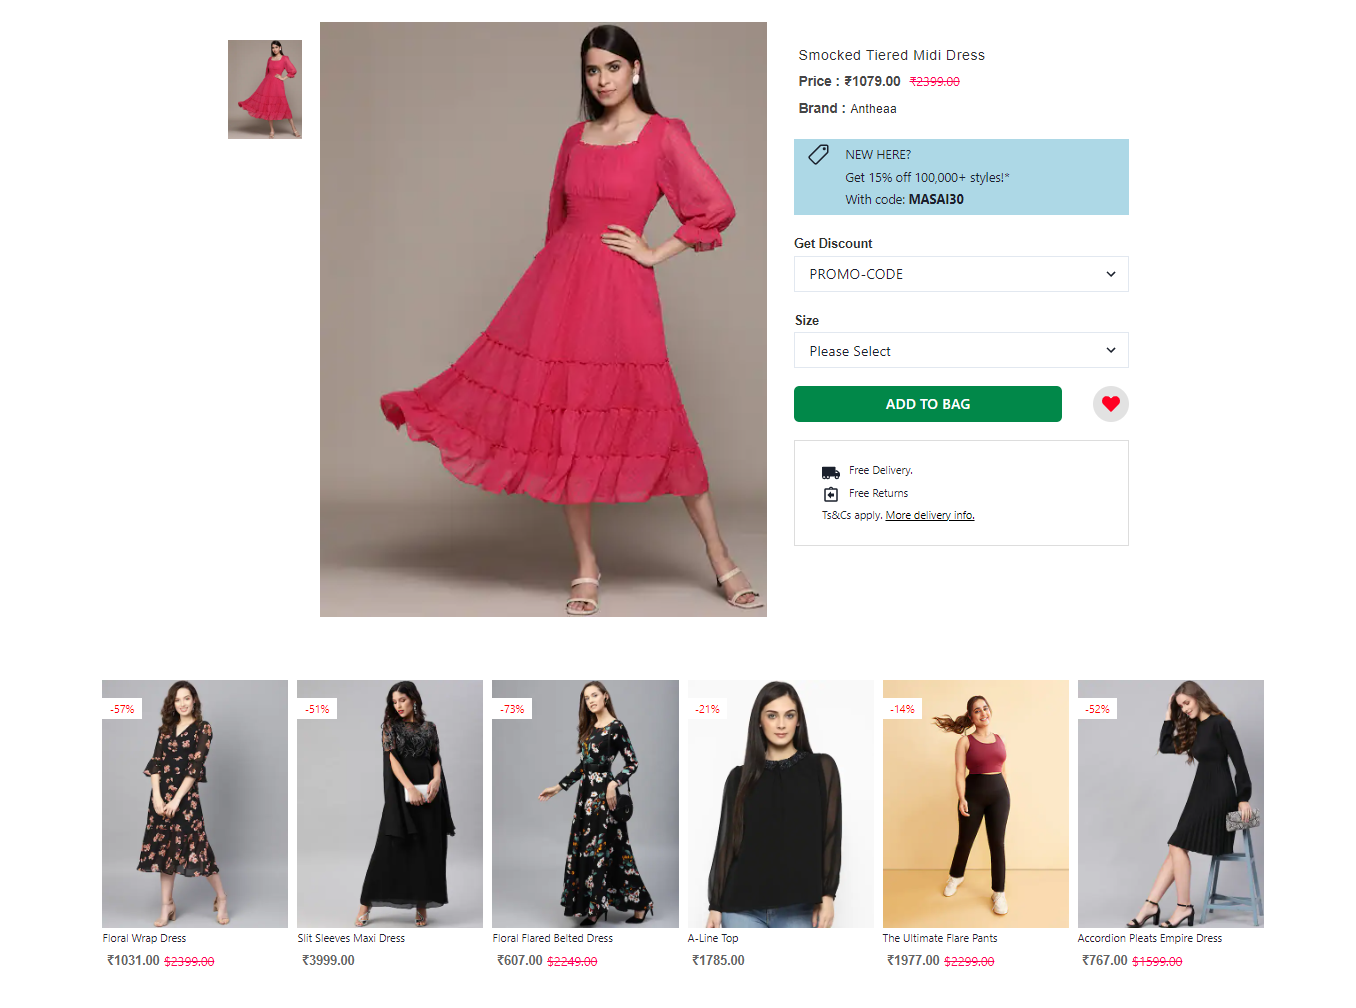 Smocked Tiered Midi Dress
Price : ₹1079.00 ₹2399.00
Brand : Antheaa
NEW HERE?
Get 15% off 100,000+ styles!*
With code: MASAI30
Get Discount
PROMO-CODE
Size
Please Select
ADD TO BAG
Free Delivery.
Free Returns
Ts&Cs apply. More delivery info.
-57%
-51%
-73%
-21%
-14%
-52%
Floral Wrap Dress
Slit Sleeves Maxi Dress
Floral Flared Belted Dress
A-Line Top
The Ultimate Flare Pants
Accordion Pleats Empire Dress
₹1031.00 $2399.00
₹3999.00
₹607.00 $2249.00
₹1785.00
₹1977.00 $2299.00
₹767.00 $1599.00